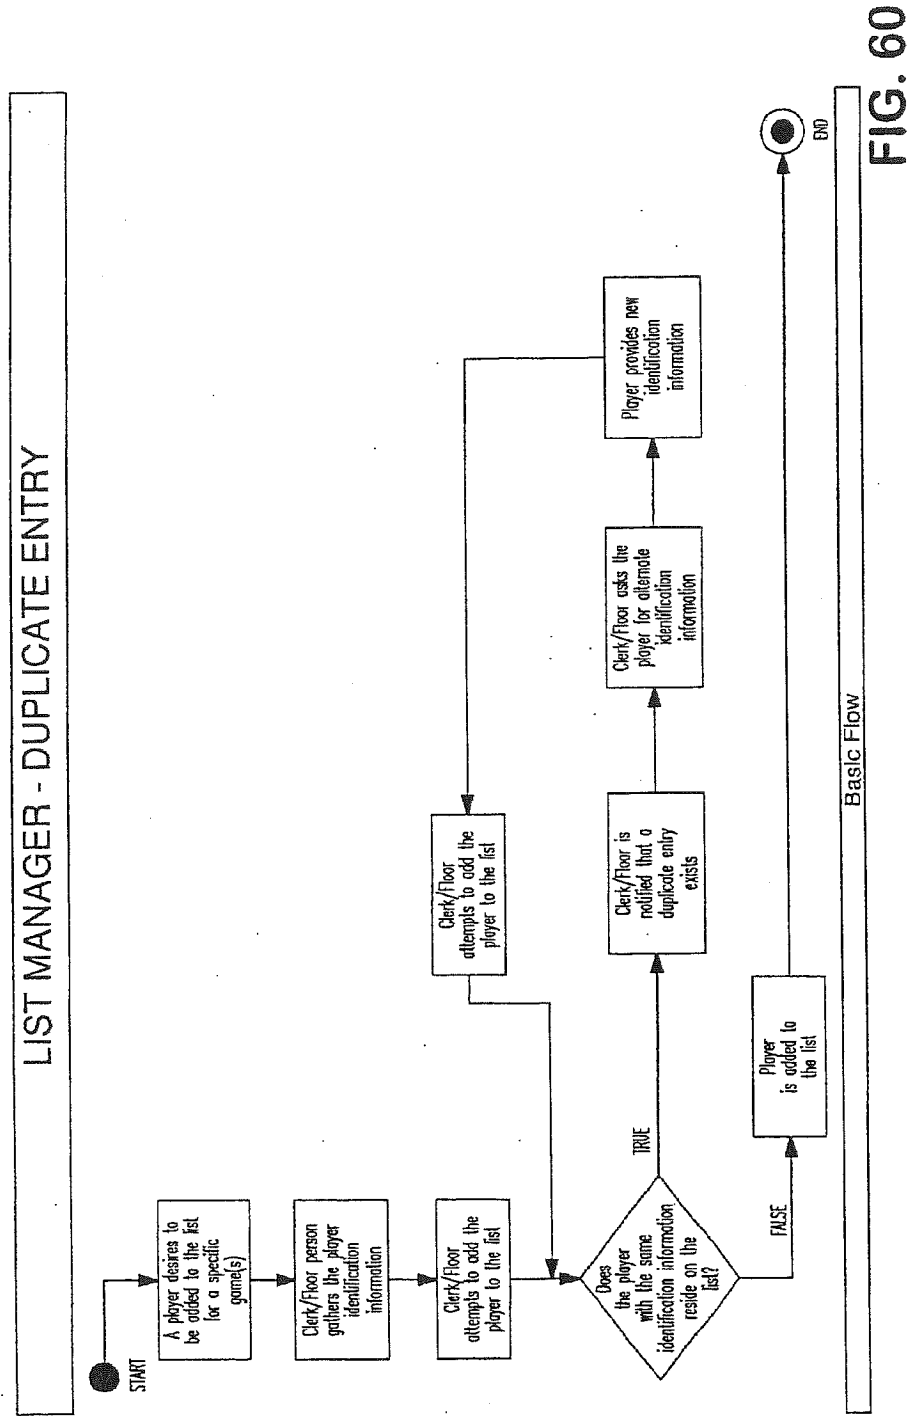 LIST MANAGER - DUPLICATE ENTRY
START
A player desires to
be added to the list
for a specific
game(s)
Clerk/Floor person
gathers the player
identification
information
Clerk/Floor
attempts to add the
player to the list
Does
the player
with the same
identification information
reside on the
list?
TRUE
Clerk/Floor is
notified that a
duplicate entry
exists
Clerk/Floor asks the
player for alternate
identification
information
Player provides new
identification
information
Clerk/Floor
attempts to add the
player to the list
FALSE
Player
is added to
the list
END
Basic Flow
FIG. 60